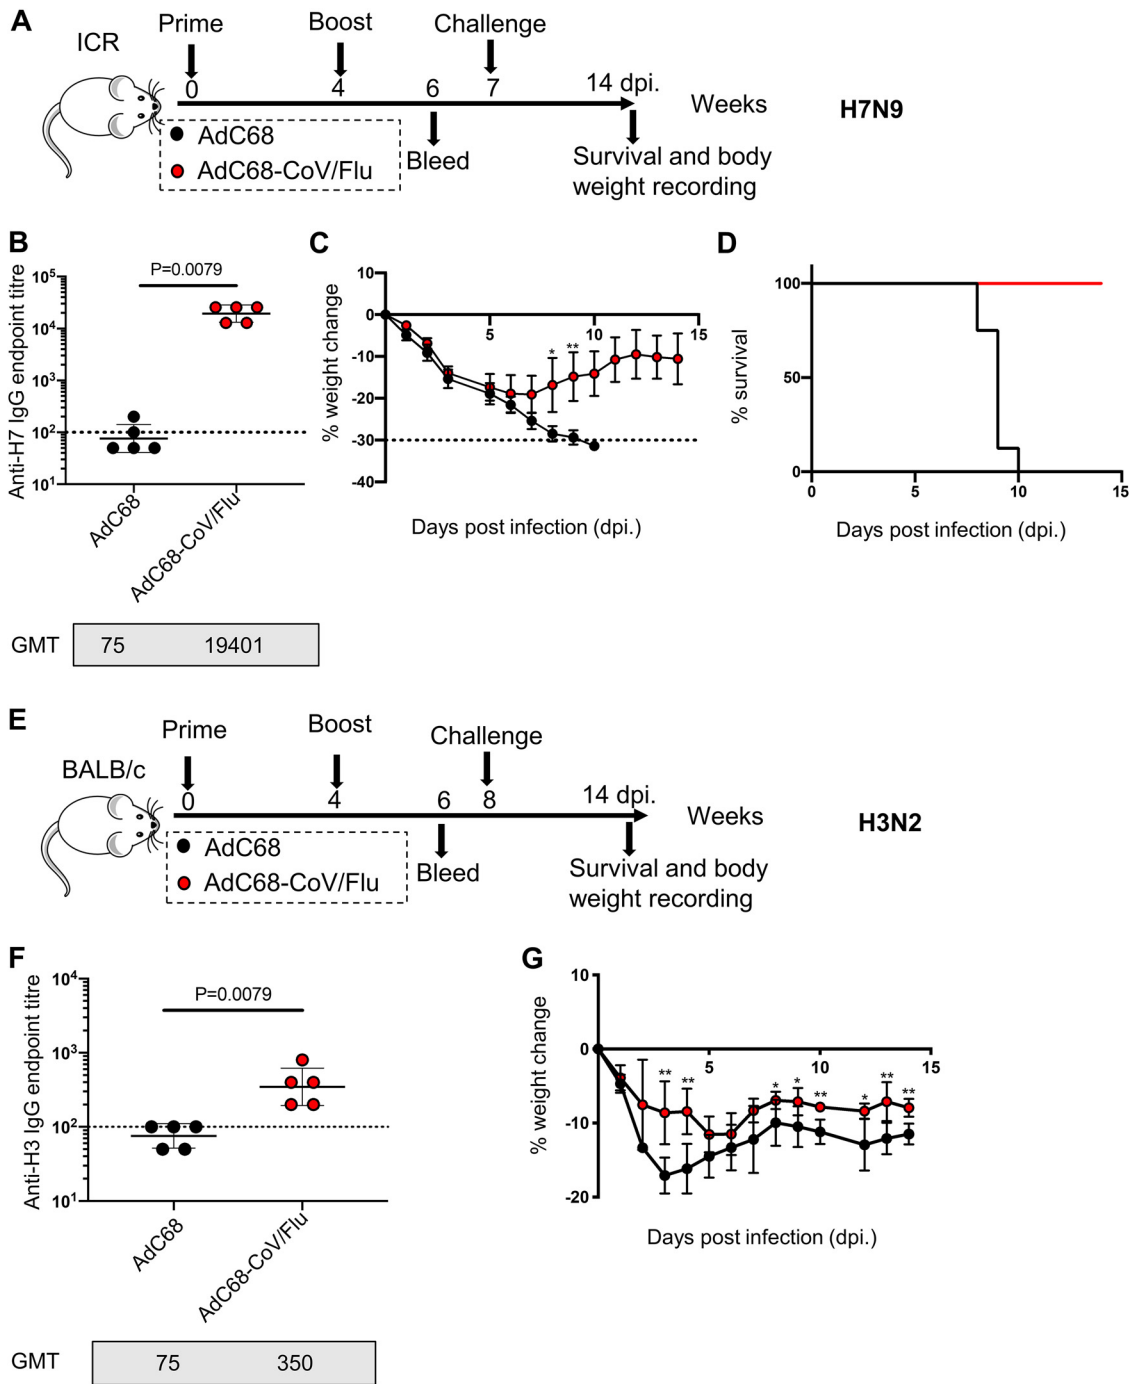 A
Prime
Boost
Challenge
ICR
0
4
6
7
14 dpi.
Weeks
H7N9
AdC68
AdC68-CoV/Flu
Bleed
Survival and body
weight recording
B
Anti-H7 IgG endpoint titre
P=0.0079
10⁵
10⁴
10³
10²
10¹
AdC68
AdC68-CoV/Flu
GMT
75
19401
C
% weight change
10
0
-10
-20
-30
-40
5
10
15
*
**
Days post infection (dpi.)
D
% survival
100
50
0
0
5
10
15
Days post infection (dpi.)
E
Prime
Boost
Challenge
BALB/c
0
4
6
8
14 dpi.
Weeks
H3N2
AdC68
AdC68-CoV/Flu
Bleed
Survival and body
weight recording
F
Anti-H3 IgG endpoint titre
P=0.0079
10⁴
10³
10²
10¹
AdC68
AdC68-CoV/Flu
GMT
75
350
G
% weight change
10
0
-10
-20
5
10
15
**
**
*
*
**
*
**
**
Days post infection (dpi.)